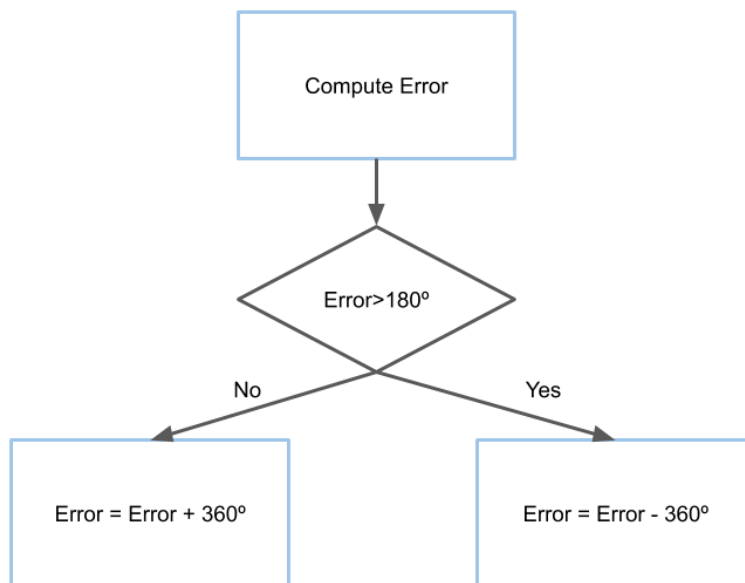 Compute Error
Error>180º
No
Yes
Error = Error + 360º
Error = Error - 360º